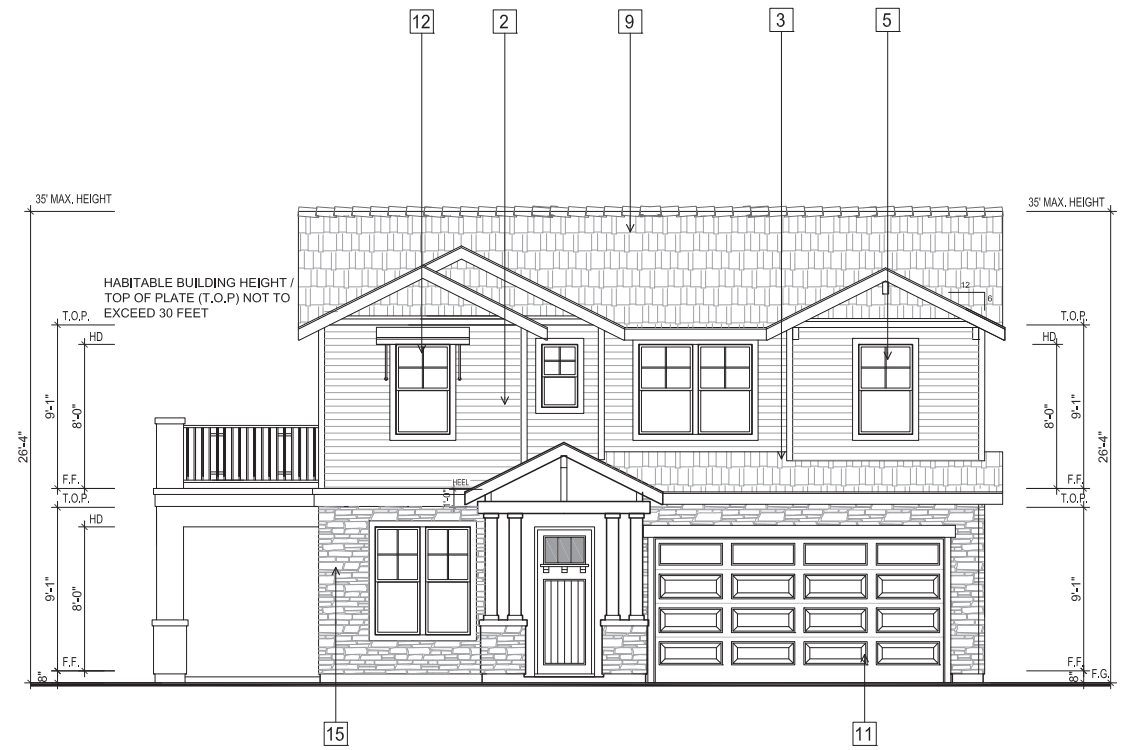 12 2 9 3 5
35' MAX. HEIGHT
35' MAX. HEIGHT
HABITABLE BUILDING HEIGHT /
TOP OF PLATE (T.O.P) NOT TO
EXCEED 30 FEET
12
6
T.O.P.
T.O.P.
HD
HD
9'-1"
8'-0"
8'-0"
9'-1"
26'-4"
26'-4"
F.F.
HEEL
F.F.
T.O.P.
1'-0"
T.O.P.
HD
9'-1"
8'-0"
9'-1"
F.F.
F.F.
8"
8"
F.G.
15
11